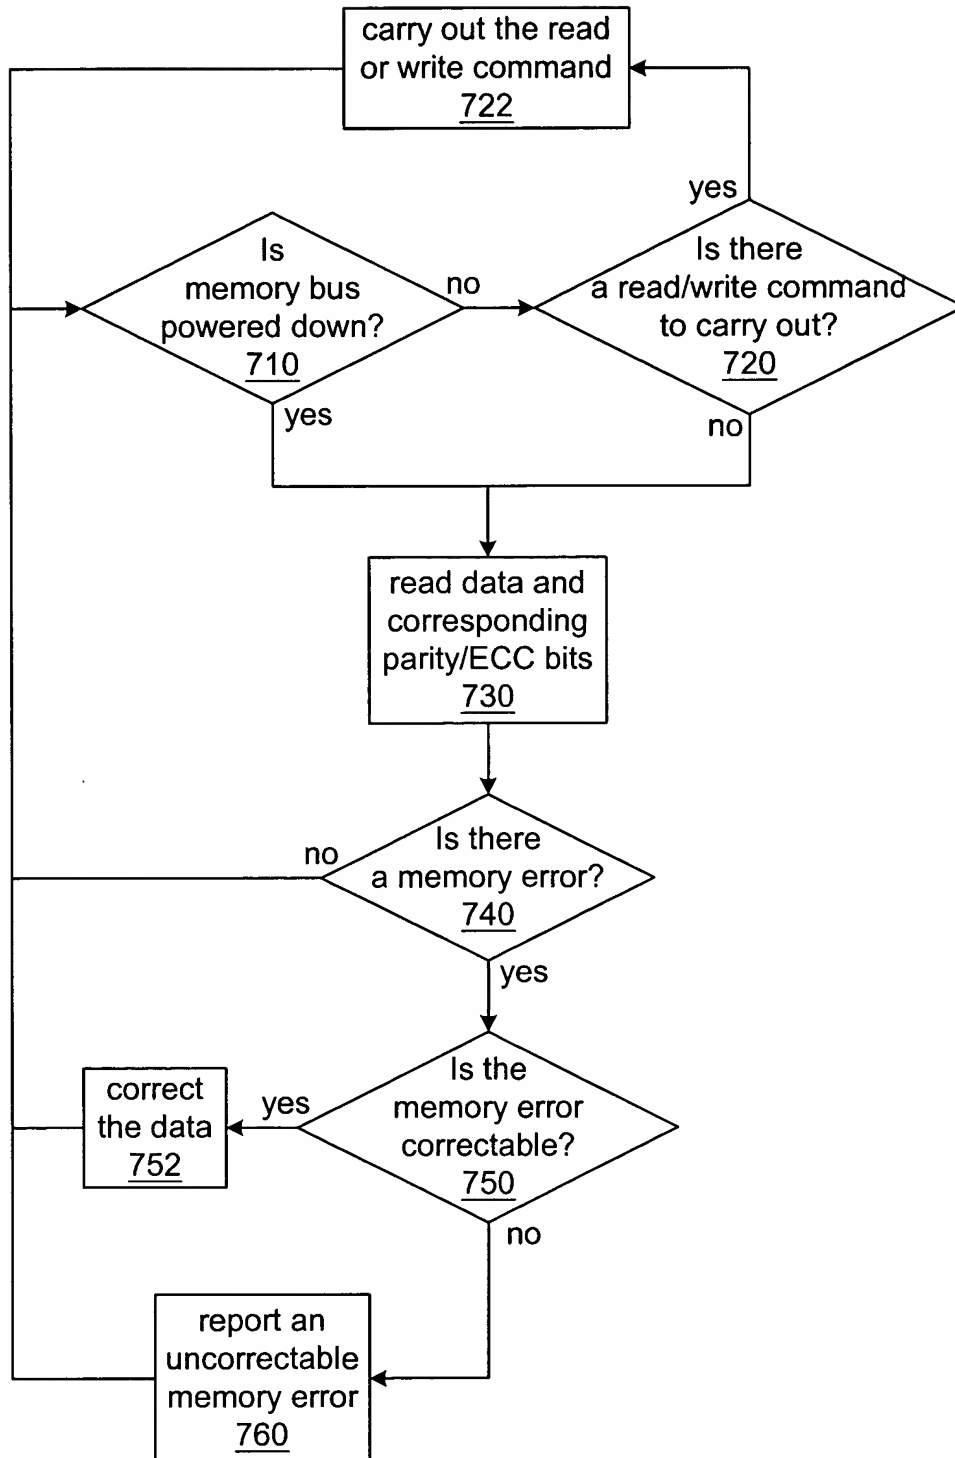 carry out the read
or write command
722
yes
Is
memory bus
powered down?
710
no
Is there
a read/write command
to carry out?
720
yes
no
read data and
corresponding
parity/ECC bits
730
no
Is there
a memory error?
740
yes
correct
the data
752
yes
Is the
memory error
correctable?
750
no
report an
uncorrectable
memory error
760